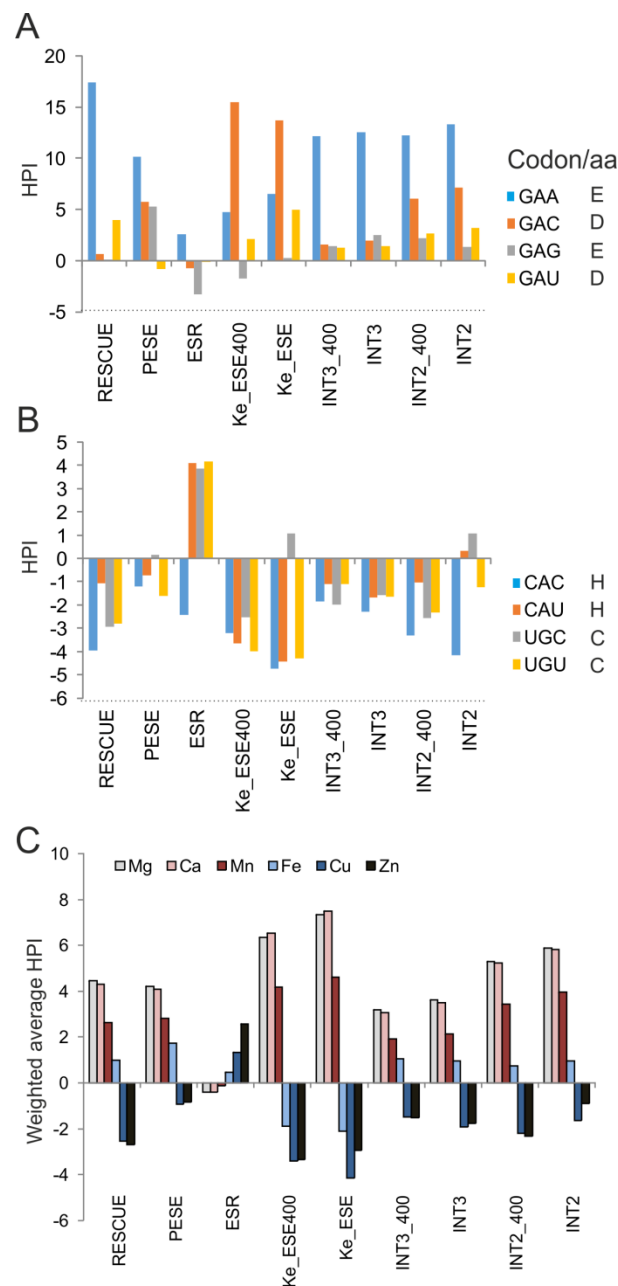 A
20
15
10
5
0
-5
HPI
Codon/aa
GAA E
GAC D
GAG E
GAU D
RESCUE
PESE
ESR
Ke_ESE400
Ke_ESE
INT3_400
INT3
INT2_400
INT2
B
5
4
3
2
1
0
-1
-2
-3
-4
-5
-6
HPI
CAC H
CAU H
UGC C
UGU C
RESCUE
PESE
ESR
Ke_ESE400
Ke_ESE
INT3_400
INT3
INT2_400
INT2
C
10
8
6
4
2
0
-2
-4
-6
Weighted average HPI
Mg Ca Mn Fe Cu Zn
RESCUE
PESE
ESR
Ke_ESE400
Ke_ESE
INT3_400
INT3
INT2_400
INT2